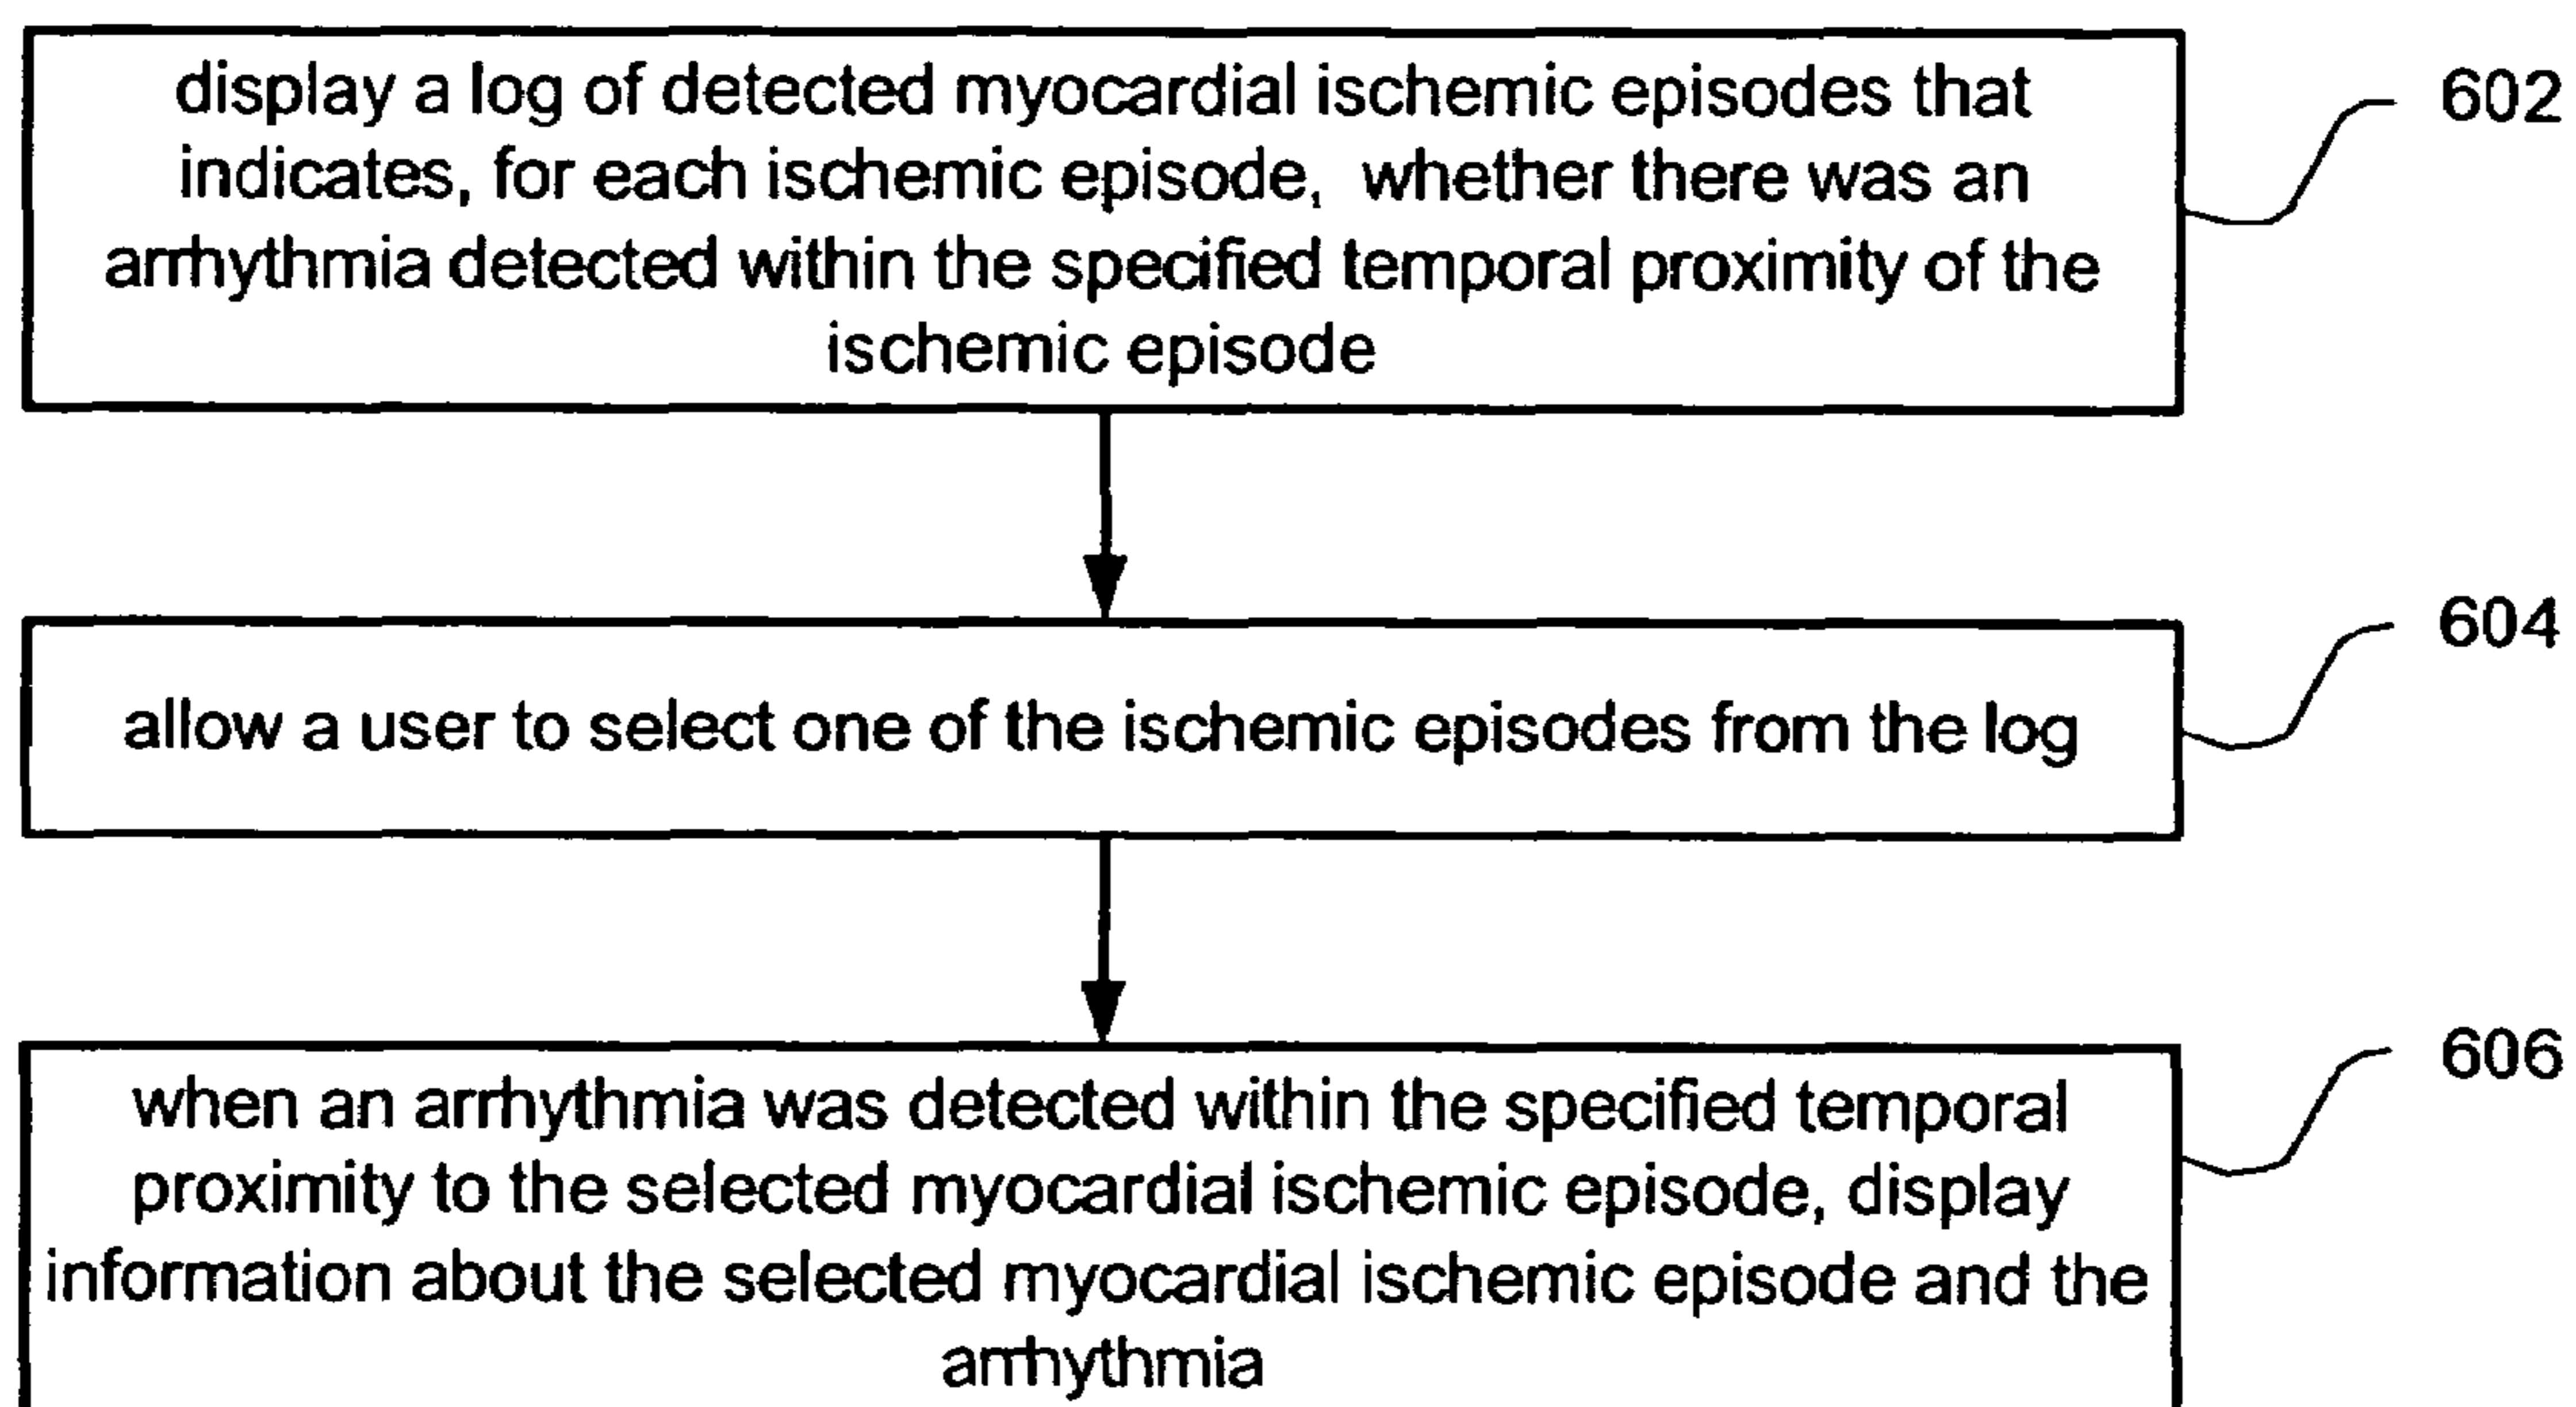 display a log of detected myocardial ischemic episodes that
indicates, for each ischemic episode, whether there was an
arrhythmia detected within the specified temporal proximity of the
ischemic episode
602
allow a user to select one of the ischemic episodes from the log
604
when an arrhythmia was detected within the specified temporal
proximity to the selected myocardial ischemic episode, display
information about the selected myocardial ischemic episode and the
arrhythmia
606